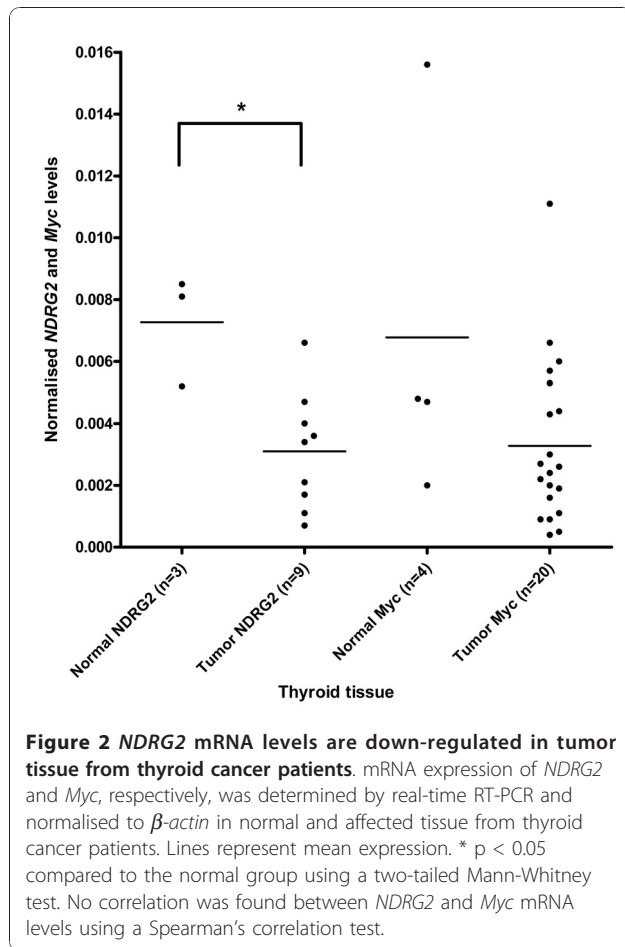 0.016
*
0.014
0.012
0.010
0.008
0.006
0.004
0.002
0.000
Normalised NDRG2 and Myc levels
Normal NDRG2 (n=3)
Tumor NDRG2 (n=9)
Normal Myc (n=4)
Tumor Myc (n=20)
Thyroid tissue
Figure 2 NDRG2 mRNA levels are down-regulated in tumor
tissue from thyroid cancer patients. mRNA expression of NDRG2
and Myc, respectively, was determined by real-time RT-PCR and
normalised to β-actin in normal and affected tissue from thyroid
cancer patients. Lines represent mean expression. * p < 0.05
compared to the normal group using a two-tailed Mann-Whitney
test. No correlation was found between NDRG2 and Myc mRNA
levels using a Spearman's correlation test.